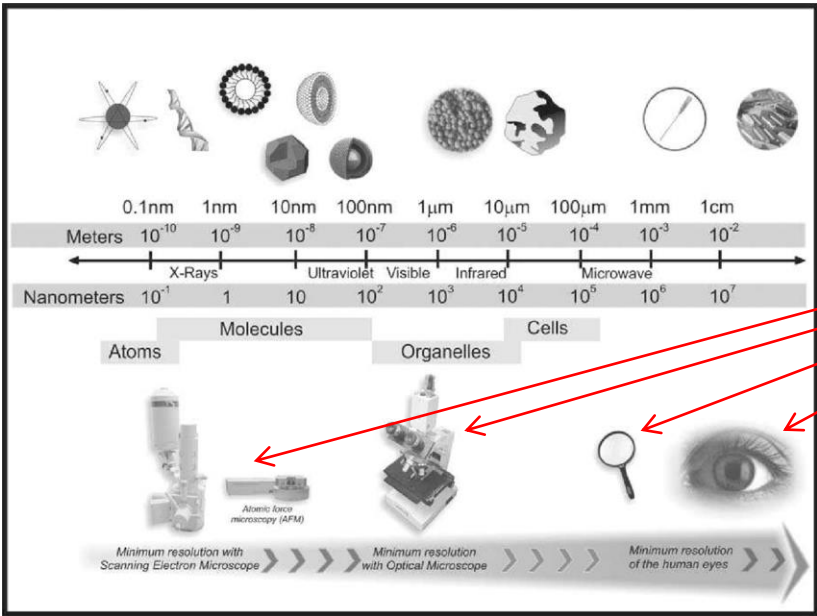 0.1nm 1nm 10nm 100nm 1μm 10μm 100μm 1mm 1cm
Meters 10⁻¹⁰ 10⁻⁹ 10⁻⁸ 10⁻⁷ 10⁻⁶ 10⁻⁵ 10⁻⁴ 10⁻³ 10⁻²
X-Rays Ultraviolet Visible Infrared Microwave
Nanometers 10⁻¹ 1 10 10² 10³ 10⁴ 10⁵ 10⁶ 10⁷
Molecules Cells
Atoms Organelles
Atomic force
microscopy (AFM)
Minimum resolution with
Scanning Electron Microscope
Minimum resolution
with Optical Microscope
Minimum resolution
of the human eyes